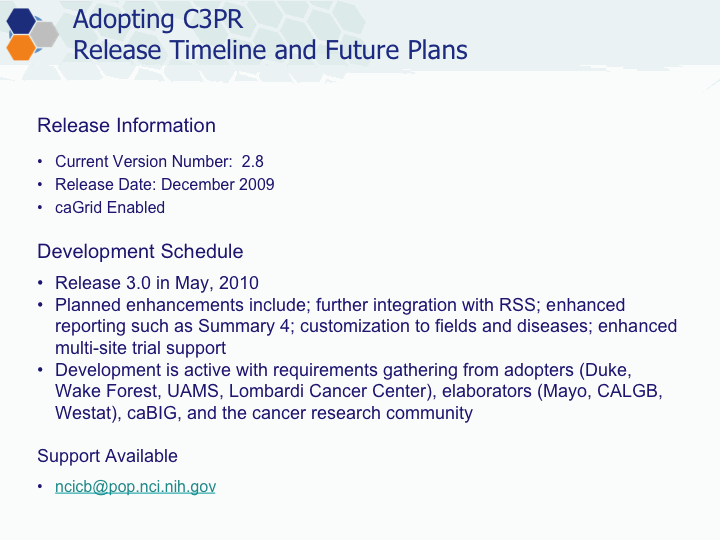 Adopting C3PR
Release Timeline and Future Plans
Release Information
• Current Version Number:  2.8
• Release Date: December 2009
• caGrid Enabled
Development Schedule
• Release 3.0 in May, 2010
• Planned enhancements include; further integration with RSS; enhanced
reporting such as Summary 4; customization to fields and diseases; enhanced
multi-site trial support
• Development is active with requirements gathering from adopters (Duke,
Wake Forest, UAMS, Lombardi Cancer Center), elaborators (Mayo, CALGB,
Westat), caBIG, and the cancer research community
Support Available
• ncicb@pop.nci.nih.gov